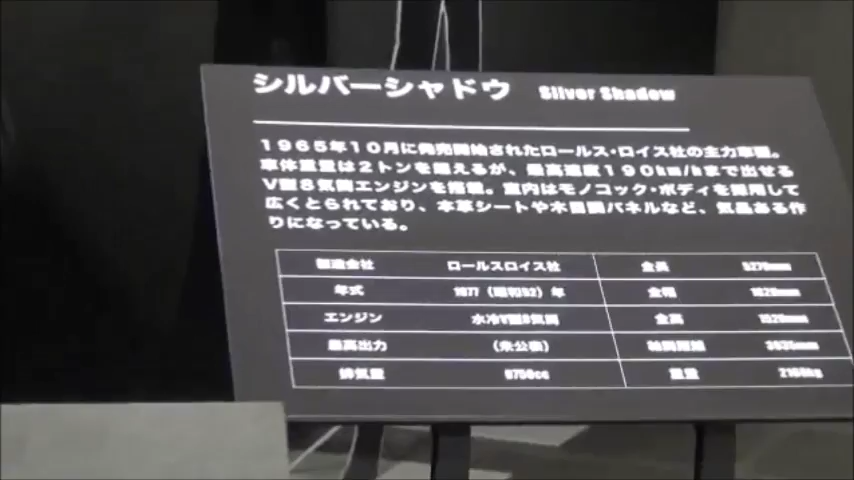 シルバーシャドウ Silver Shadow
1965年10月に発売開始されたロールス・ロイス社の主力車種。
車体重量は2トンを超えるが、最高速度190km/hまで出せる
V型8気筒エンジンを搭載。室内はモノコック・ボディを採用して
広くとられており、本革シートや木目調パネルなど、気品ある作
りになっている。
製造会社 ロールスロイス社 全長
年式 1977（昭和52）年 全幅
エンジン 水冷V型8気筒 全高
最高出力 （未公表） 軸間距離
排気量 6750cc 重量